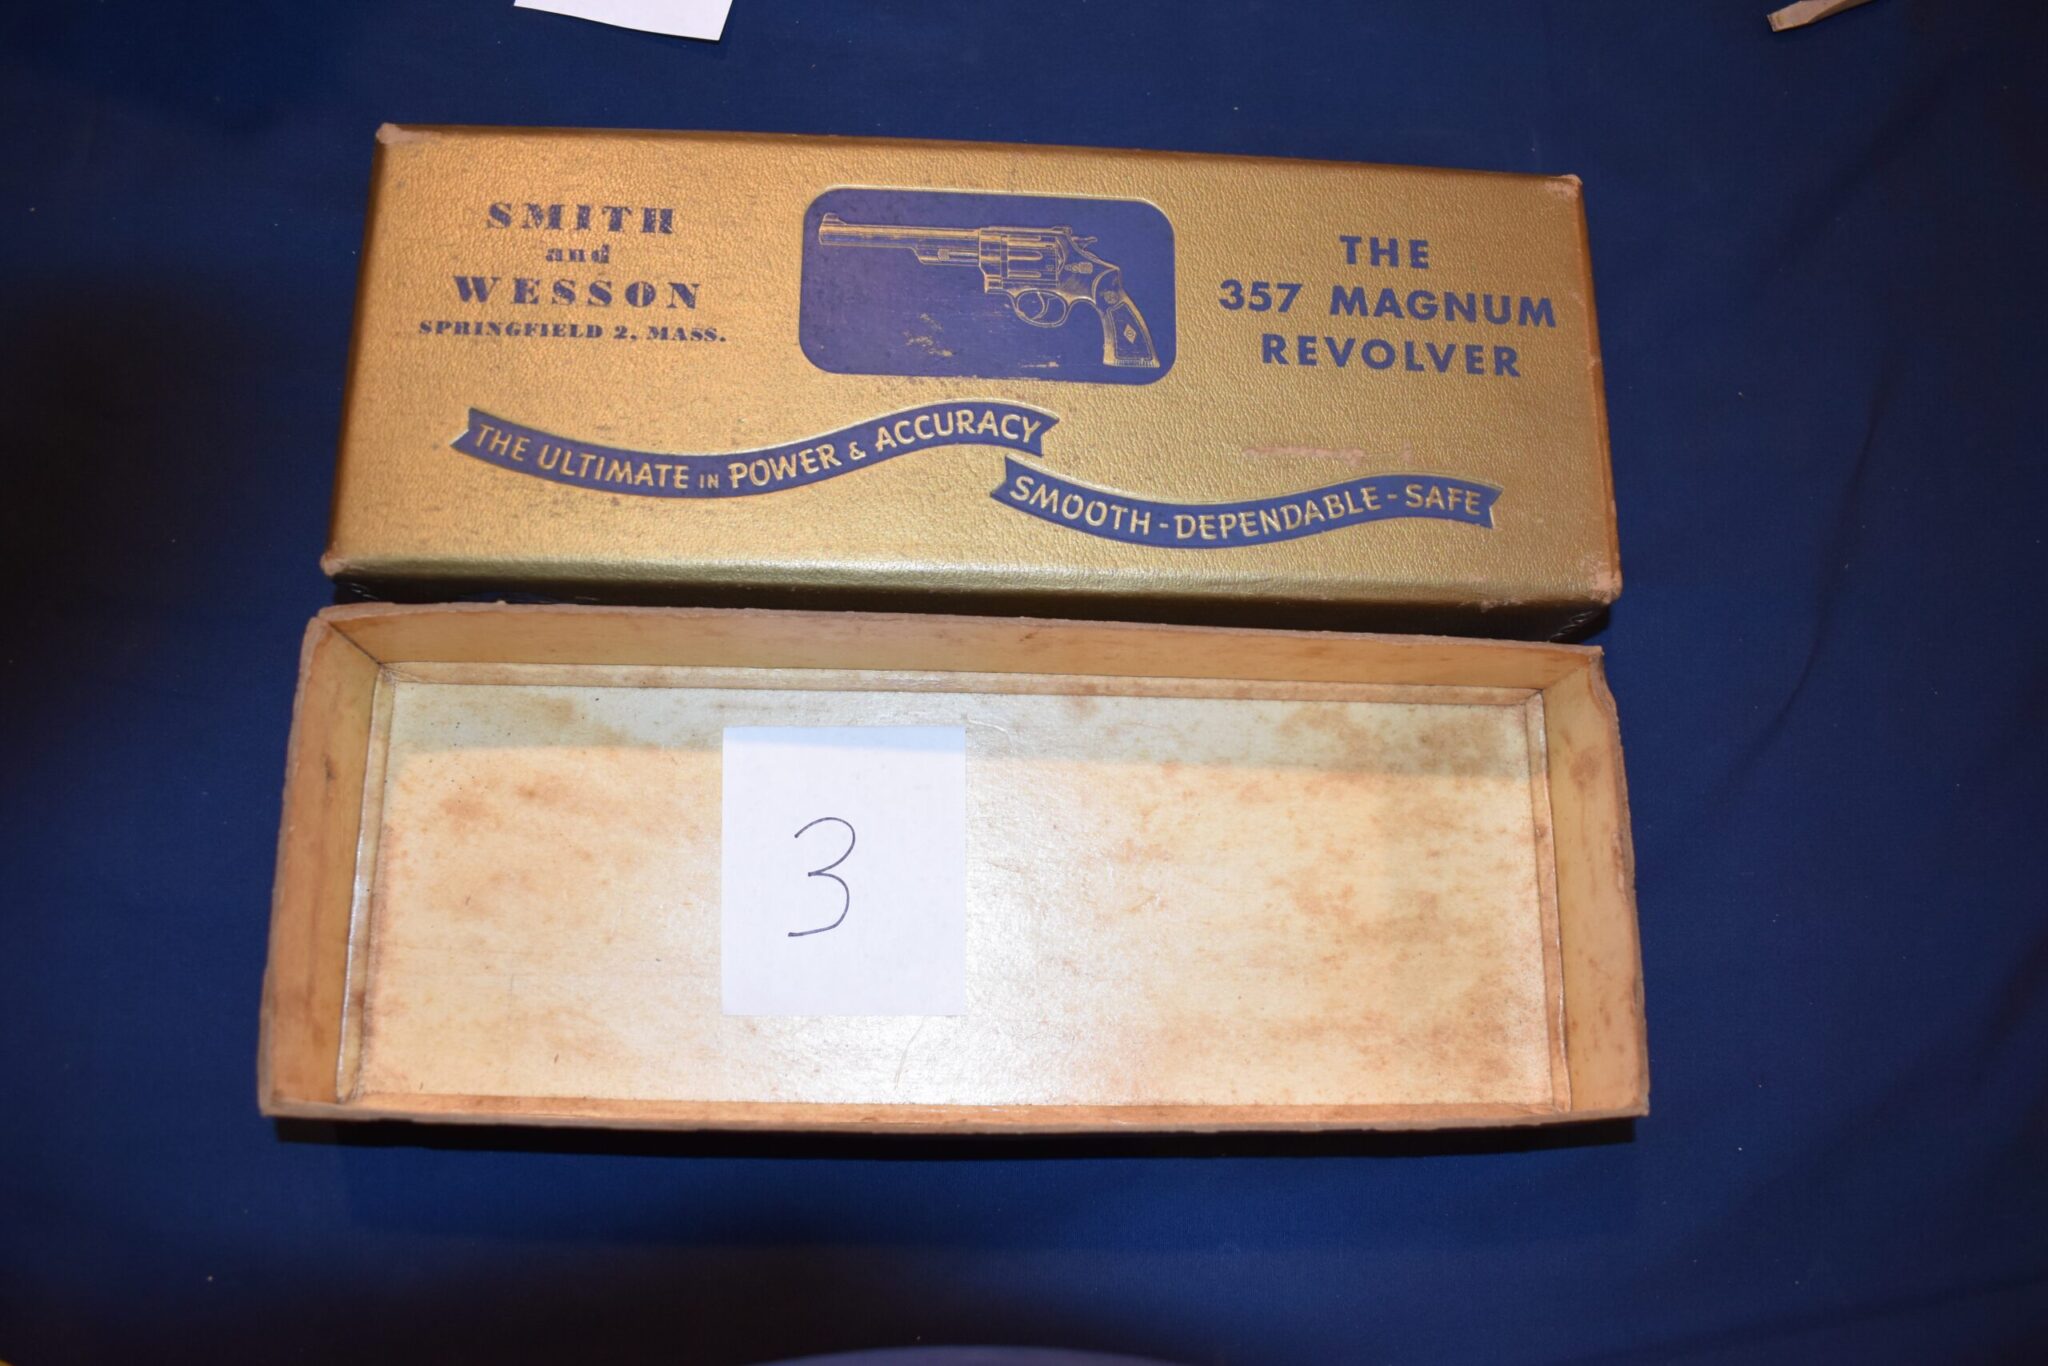 SMITH
and
WESSON
SPRINGFIELD 2, MASS.
THE
357 MAGNUM
REVOLVER
THE ULTIMATE IN POWER & ACCURACY
SMOOTH - DEPENDABLE - SAFE
3